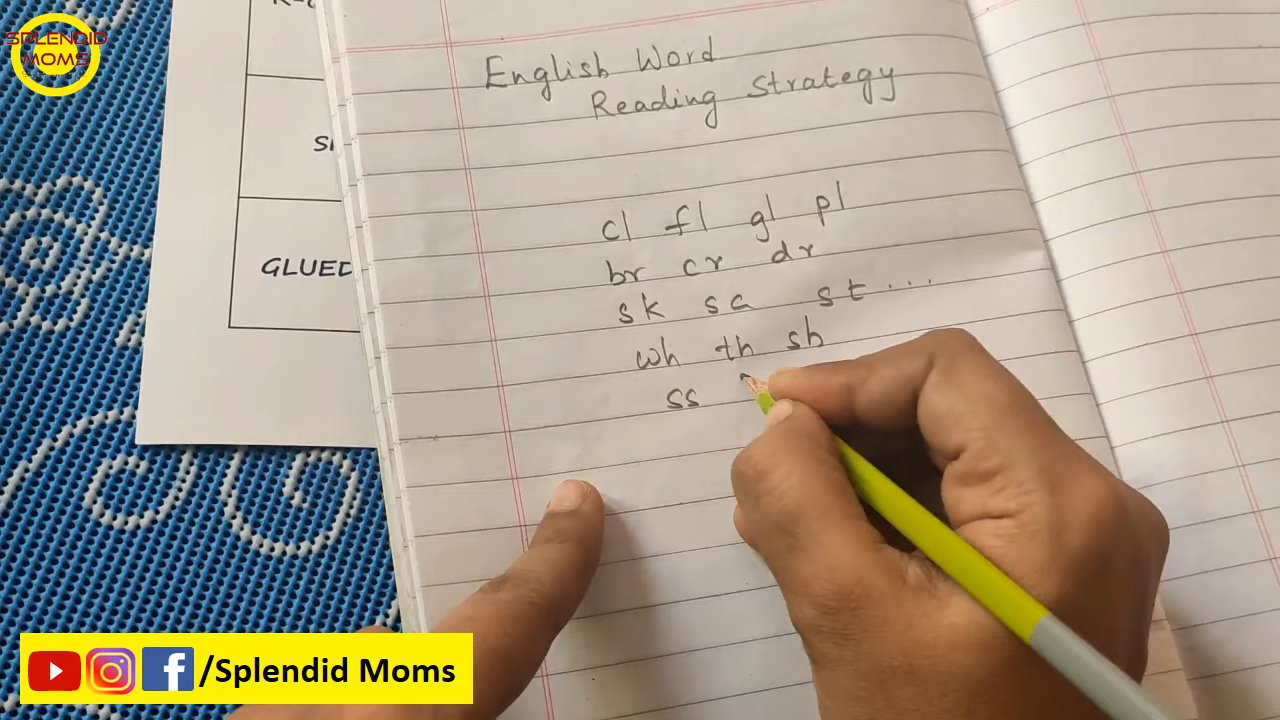 SPLENDID
MOMS
English Word
Reading Strategy
cl fl gl pl
br cr dr
sk sc st...
wh th sh
ss
GLUED
/Splendid Moms